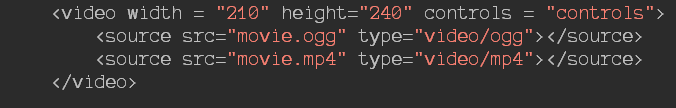 <video width = "210" height="240" controls = "controls">
<source src="movie.ogg" type="video/ogg"></source>
<source src="movie.mp4" type="video/mp4"></source>
</video>